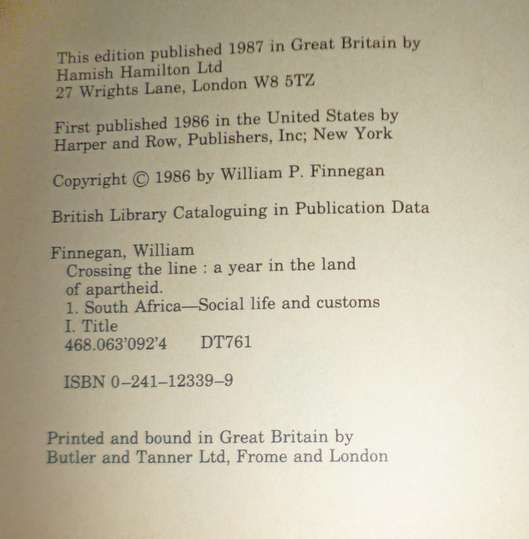 This edition published 1987 in Great Britain by
Hamish Hamilton Ltd
27 Wrights Lane, London W8 5TZ
First published 1986 in the United States by
Harper and Row, Publishers, Inc; New York
Copyright © 1986 by William P. Finnegan
British Library Cataloguing in Publication Data
Finnegan, William
Crossing the line : a year in the land
of apartheid.
1. South Africa—Social life and customs
I. Title
468.063'092'4 DT761
ISBN 0–241–12339–9
Printed and bound in Great Britain by
Butler and Tanner Ltd, Frome and London